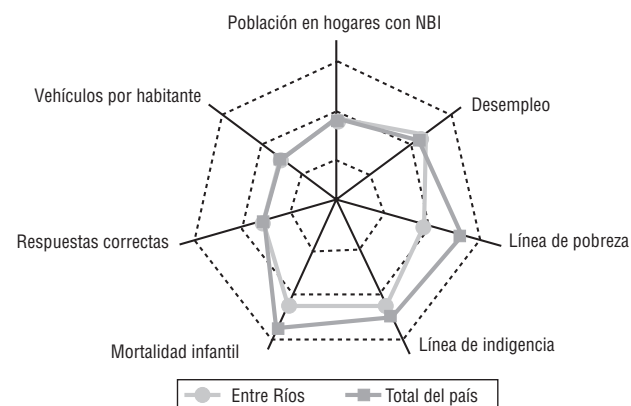 Población en hogares con NBI
Vehículos por habitante
Desempleo
Respuestas correctas
Línea de pobreza
Mortalidad infantil
Línea de indigencia
Entre Ríos
Total del país